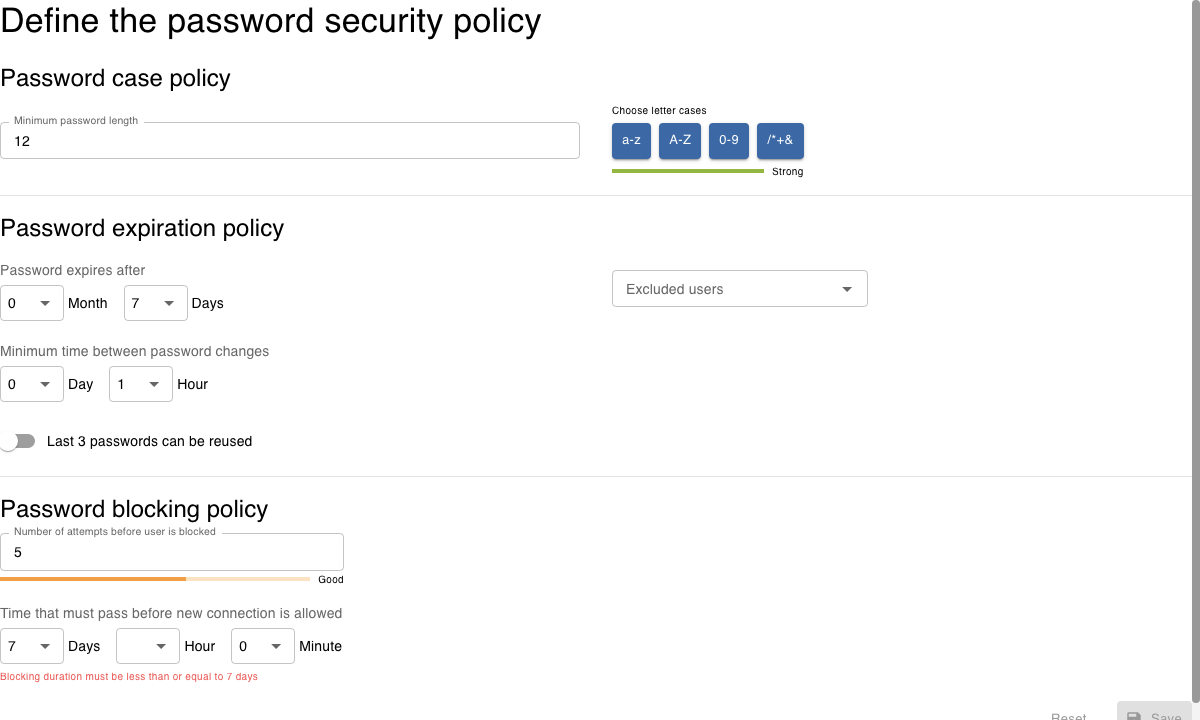 Define the password security policy
Password case policy
Minimum password length
12
Choose letter cases
a-z A-Z 0-9 /*+&
Strong
Password expiration policy
Password expires after
0 Month 7 Days
Excluded users
Minimum time between password changes
0 Day 1 Hour
Last 3 passwords can be reused
Password blocking policy
Number of attempts before user is blocked
5
Good
Time that must pass before new connection is allowed
7 Days Hour 0 Minute
Blocking duration must be less than or equal to 7 days
Reset Save